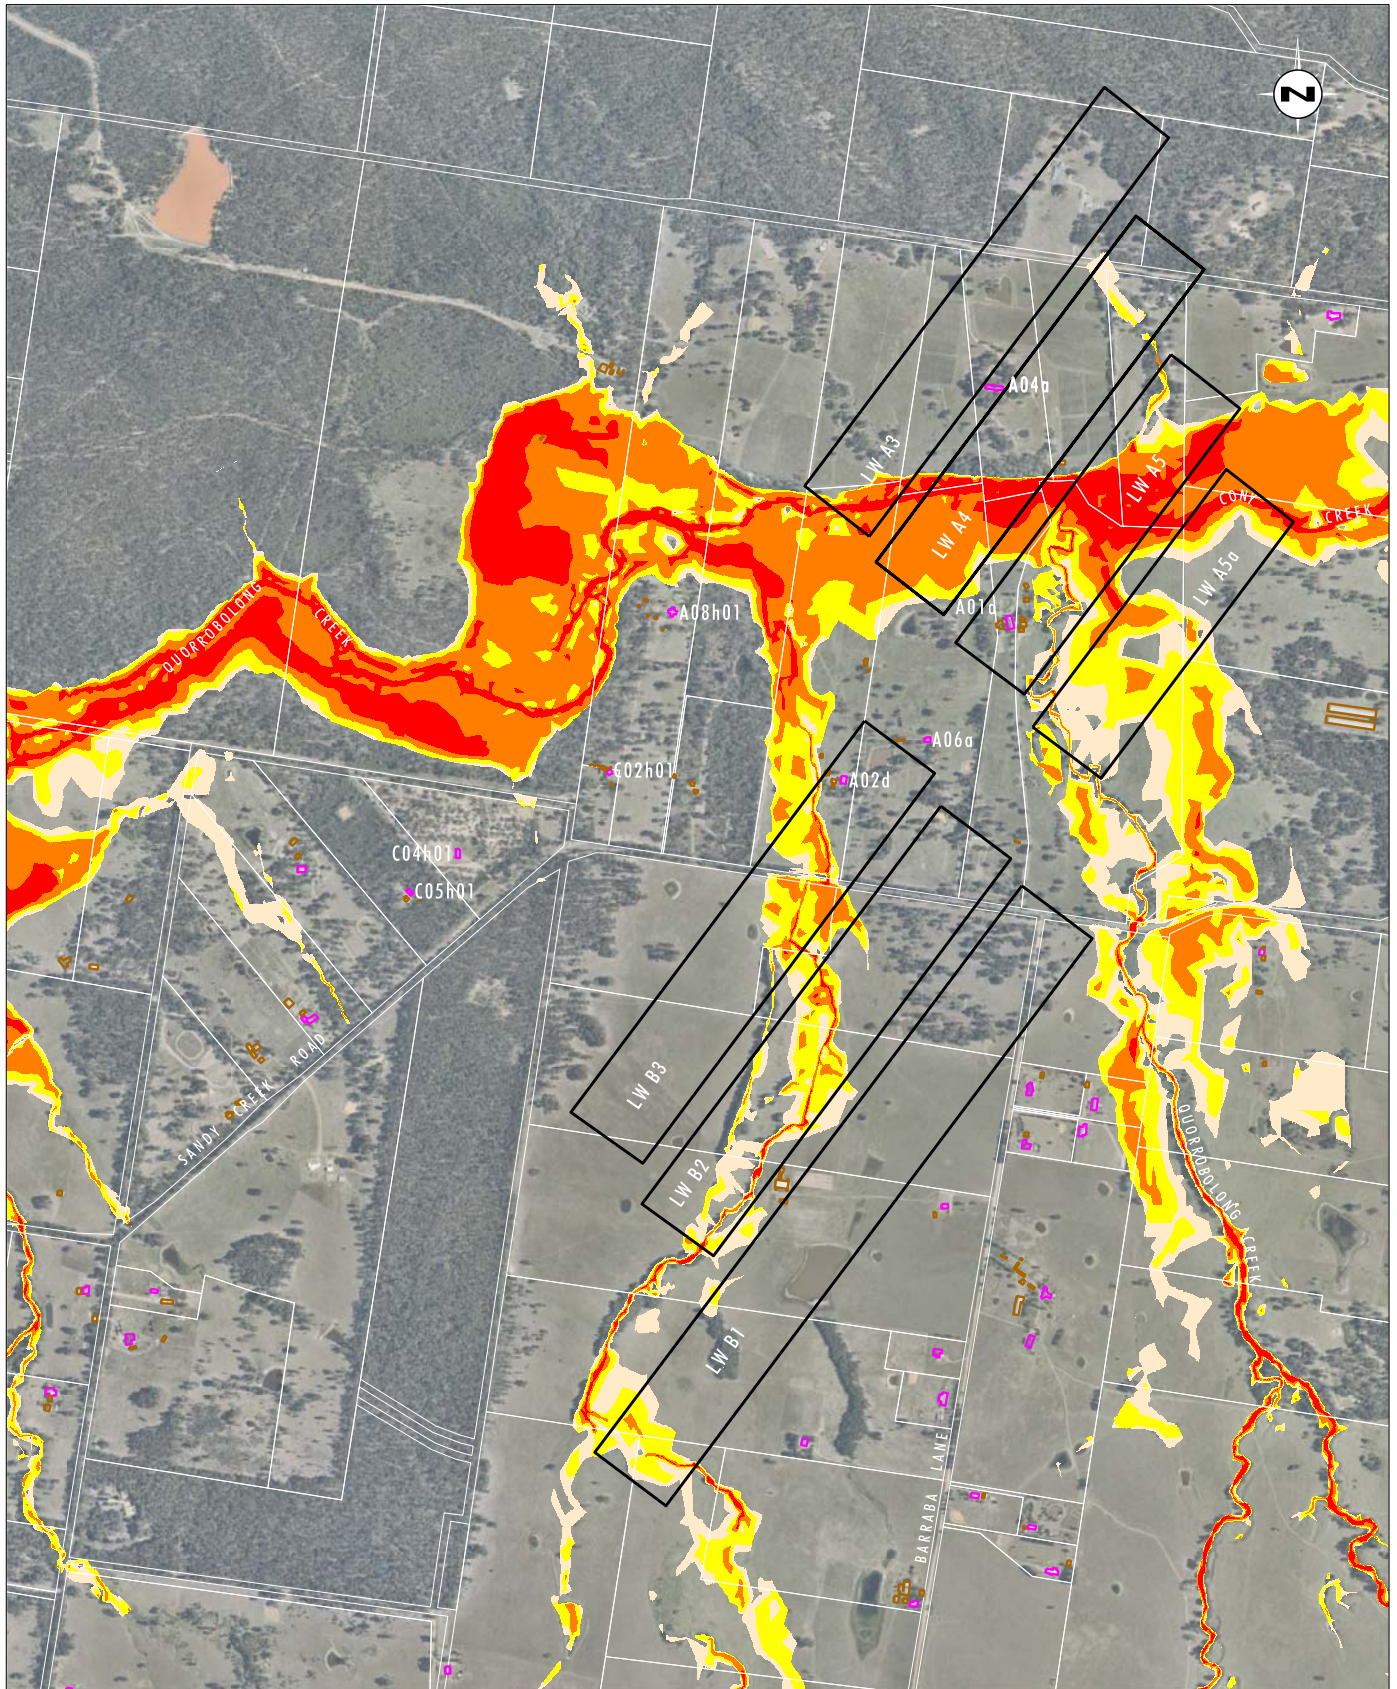 N
A04a
LW A3
LW A5
CONY
CREEK
LW A4
LW A5a
QUORROBOLONG
CREEK
A08h01
A01d
A06a
C02h01
A02d
C04h01
C05h01
SANDY CREEK ROAD
LW B3
QUORROBOLONG CREEK
LW B2
LW B1
BARRABA LANE